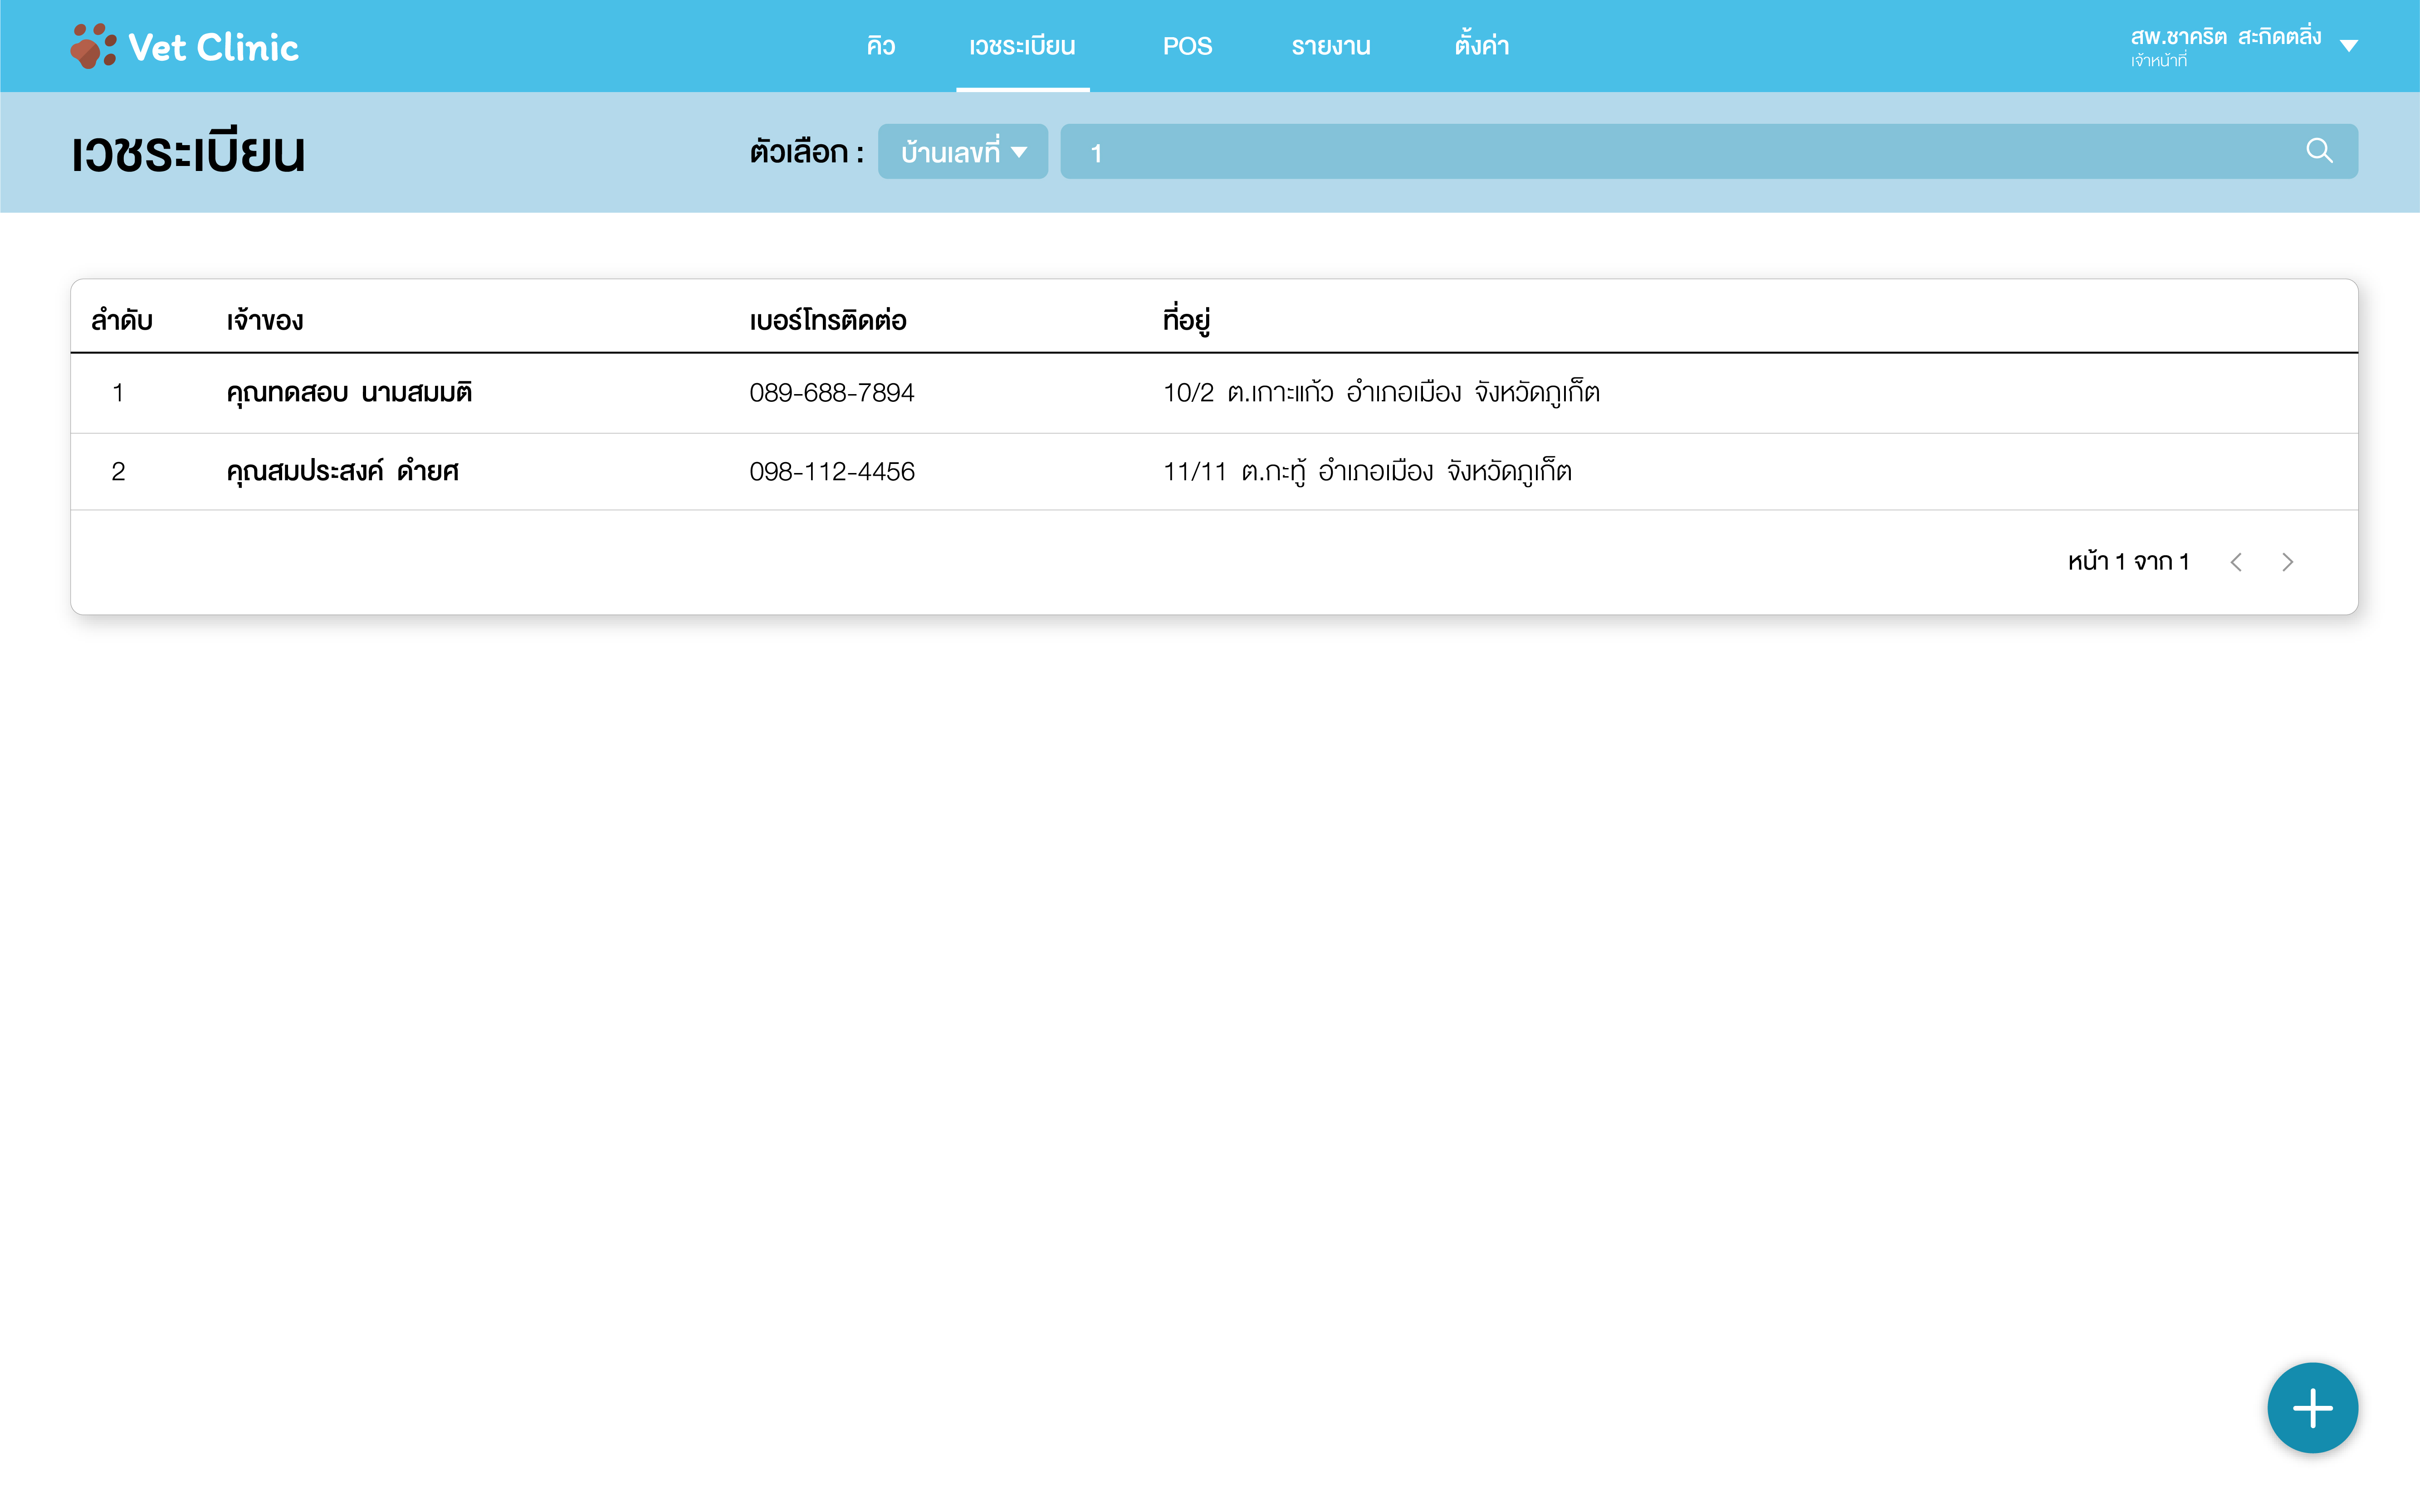 Vet Clinic
คิว เวชระเบียน POS รายงาน ตั้งค่า
สพ.ชาคริต สะกิดตลิ่ง
เจ้าหน้าที่
เวชระเบียน
ตัวเลือก : บ้านเลขที่ 1
ลำดับ เจ้าของ เบอร์โทรติดต่อ ที่อยู่
1 คุณทดสอบ นามสมมติ 089-688-7894 10/2 ต.เกาะแก้ว อำเภอเมือง จังหวัดภูเก็ต
2 คุณสมประสงค์ ดำยศ 098-112-4456 11/11 ต.กะทู้ อำเภอเมือง จังหวัดภูเก็ต
หน้า 1 จาก 1